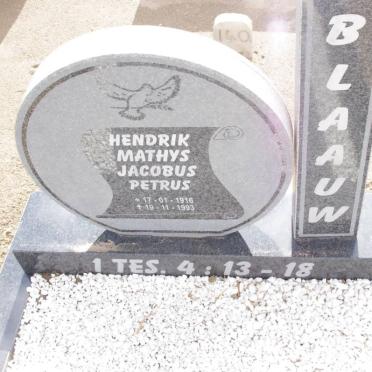 HENDRIK
MATHYS
JACOBUS
PETRUS
* 17 - 01 - 1916
✝ 19 - 11 - 1993
BLAAUW
1 TES. 4 : 13 - 18